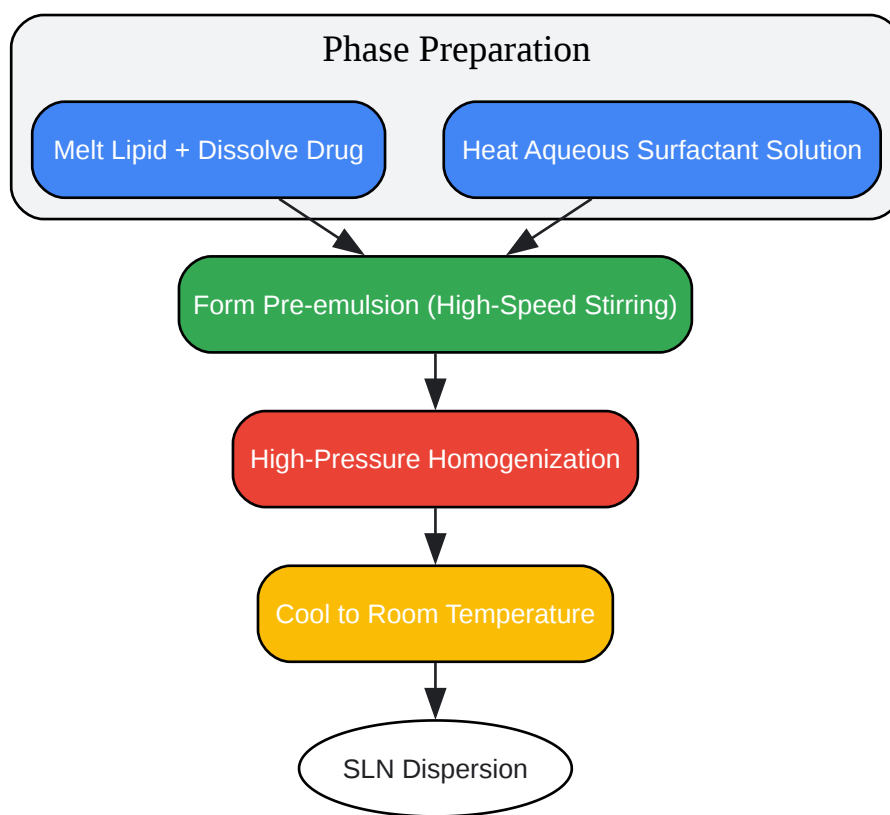 Phase Preparation
Melt Lipid + Dissolve Drug
Heat Aqueous Surfactant Solution
Form Pre-emulsion (High-Speed Stirring)
High-Pressure Homogenization
Cool to Room Temperature
SLN Dispersion